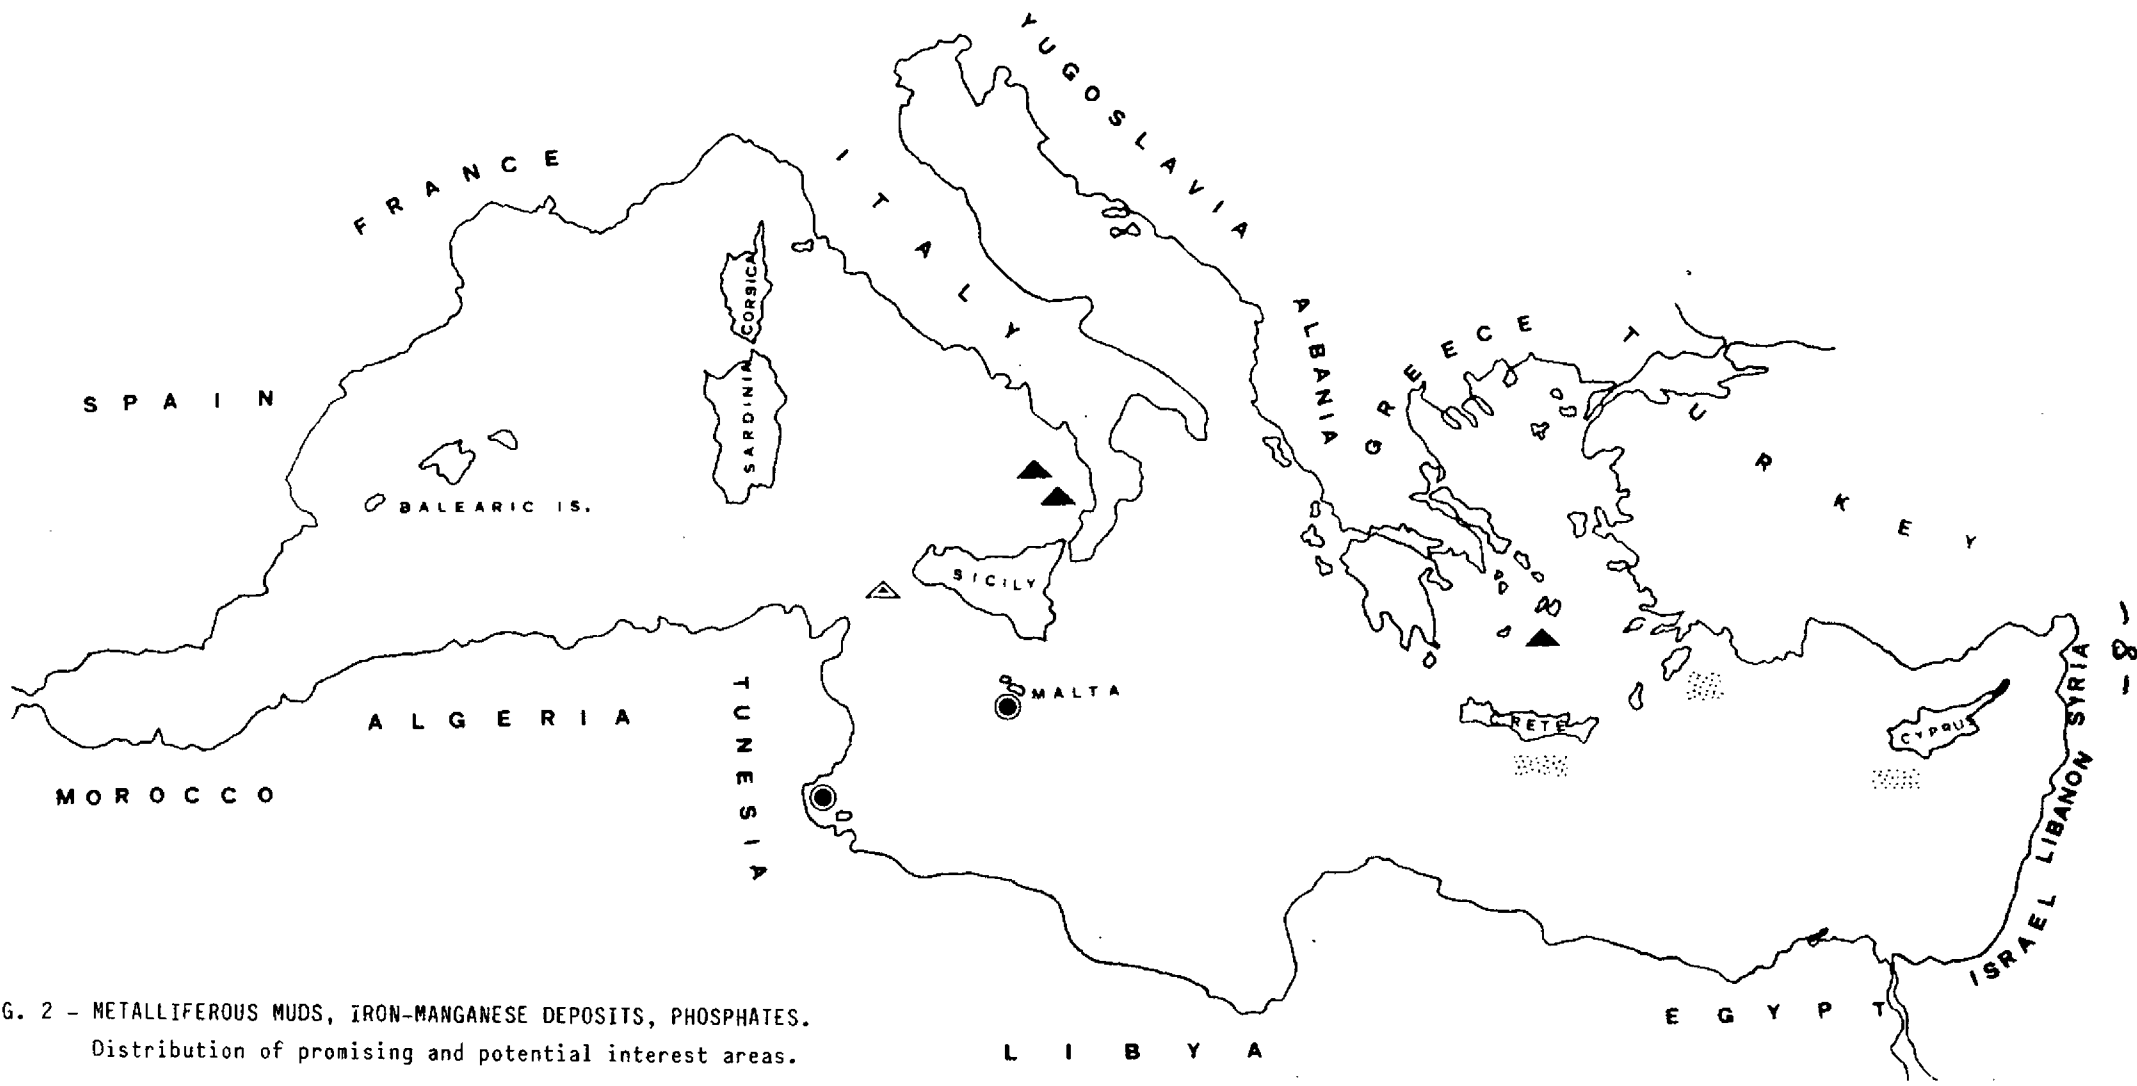 YUGOSLAVIA
FRANCE
ITALY
CORSICA
ALBANIA
GREECE
TURKEY
SPAIN
SARDINIA
BALEARIC IS.
SICILY
- 8 -
SYRIA
MALTA
ALGERIA
TUNESIA
CRETE
CYPRUS
MOROCCO
LIBANON
ISRAEL
EGYPT
LIBYA
G. 2 - METALLIFEROUS MUDS, IRON-MANGANESE DEPOSITS, PHOSPHATES.
Distribution of promising and potential interest areas.